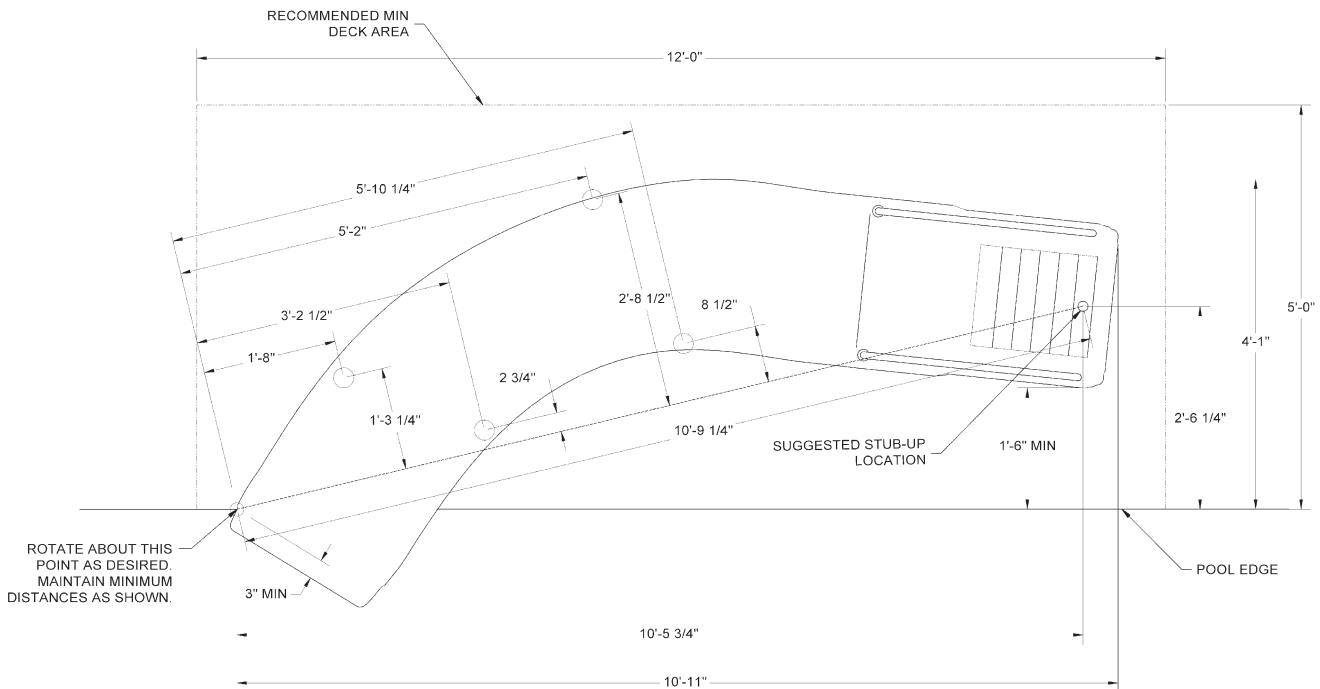 RECOMMENDED MIN
DECK AREA
12'-0"
5'-10 1/4"
5'-2"
3'-2 1/2"
1'-8"
2'-8 1/2"
8 1/2"
5'-0"
4'-1"
2 3/4"
1'-3 1/4"
10'-9 1/4"
2'-6 1/4"
SUGGESTED STUB-UP
LOCATION
1'-6" MIN
ROTATE ABOUT THIS
POINT AS DESIRED.
MAINTAIN MINIMUM
DISTANCES AS SHOWN.
3" MIN
POOL EDGE
10'-5 3/4"
10'-11"